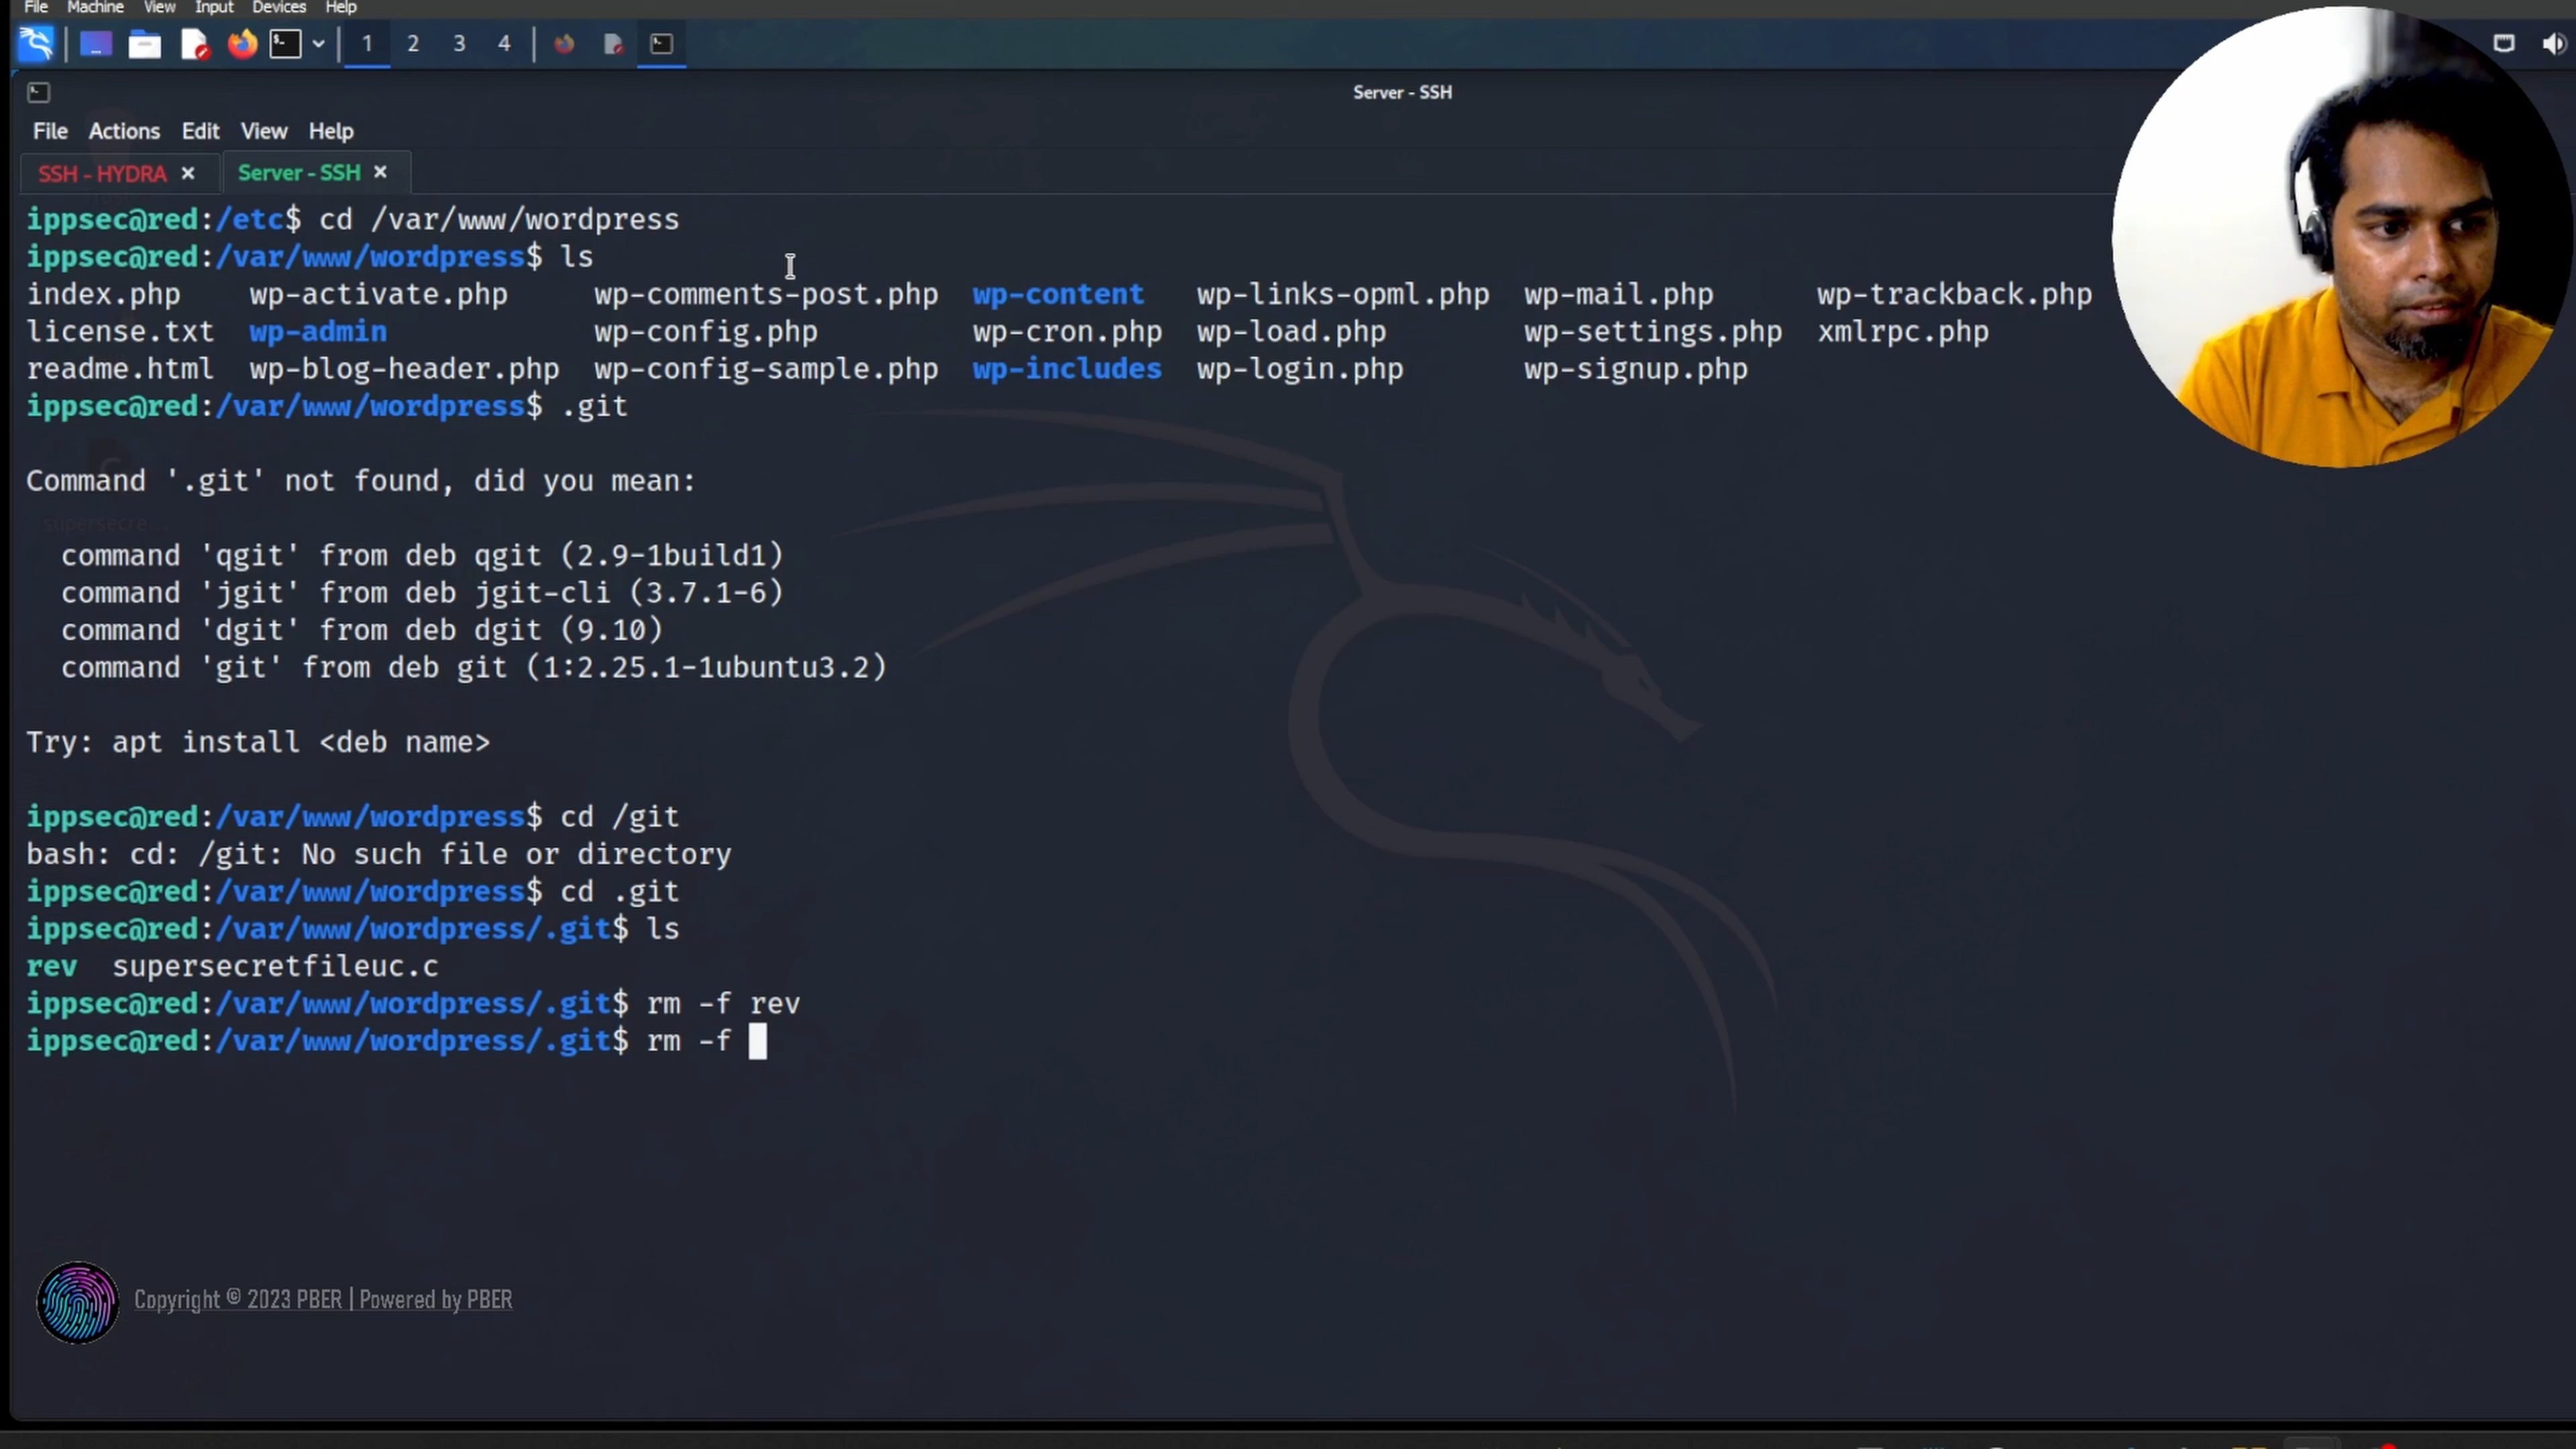 File Machine View Input Devices Help
1 2 3 4
Server - SSH
File Actions Edit View Help
SSH - HYDRA × Server - SSH ×
ippsec@red:/etc$ cd /var/www/wordpress
ippsec@red:/var/www/wordpress$ ls
index.php wp-activate.php wp-comments-post.php wp-content wp-links-opml.php wp-mail.php wp-trackback.php
license.txt wp-admin wp-config.php wp-cron.php wp-load.php wp-settings.php xmlrpc.php
readme.html wp-blog-header.php wp-config-sample.php wp-includes wp-login.php wp-signup.php
ippsec@red:/var/www/wordpress$ .git
Command '.git' not found, did you mean:
supersecre...
command 'qgit' from deb qgit (2.9-1build1)
command 'jgit' from deb jgit-cli (3.7.1-6)
command 'dgit' from deb dgit (9.10)
command 'git' from deb git (1:2.25.1-1ubuntu3.2)
Try: apt install <deb name>
ippsec@red:/var/www/wordpress$ cd /git
bash: cd: /git: No such file or directory
ippsec@red:/var/www/wordpress$ cd .git
ippsec@red:/var/www/wordpress/.git$ ls
rev supersecretfileuc.c
ippsec@red:/var/www/wordpress/.git$ rm -f rev
ippsec@red:/var/www/wordpress/.git$ rm -f
Copyright © 2023 PBER | Powered by PBER